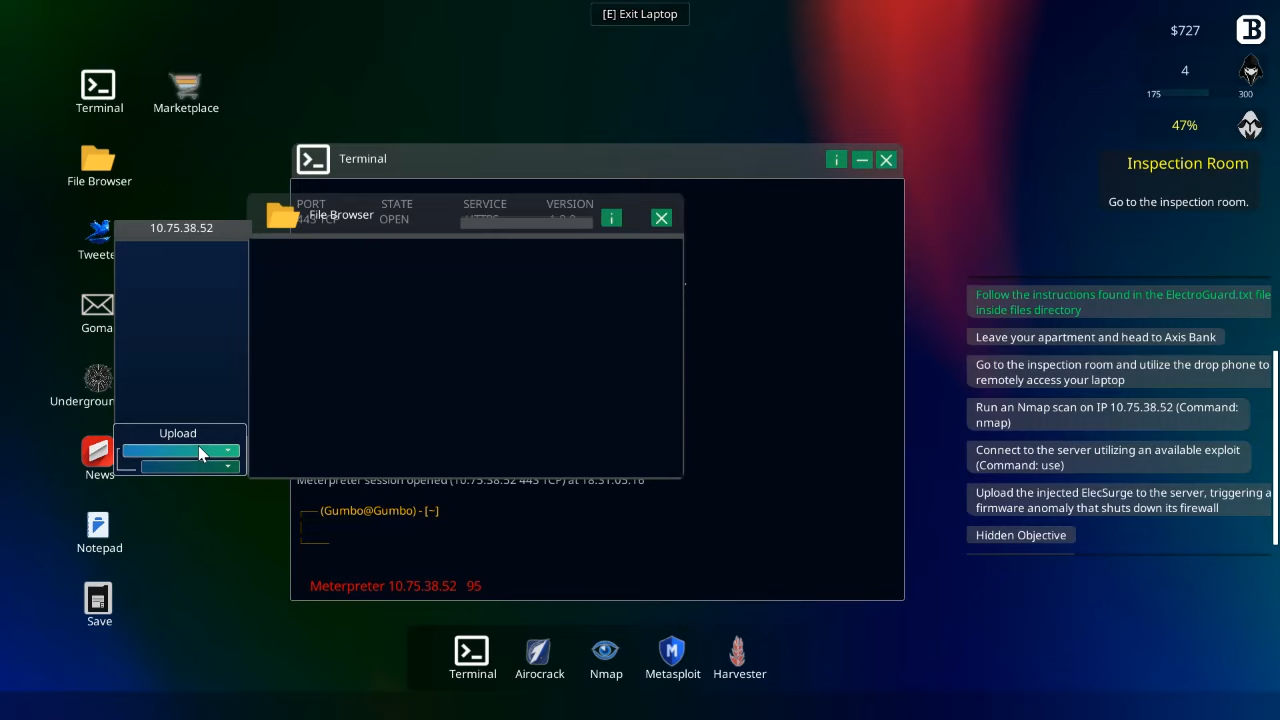 [E] Exit Laptop
$727
4
175
300
47%
Inspection Room
Go to the inspection room.
Terminal
Marketplace
File Browser
Tweete
Goma
Undergroun
News
Notepad
Save
Terminal
PORT STATE SERVICE VERSION
443 TCP OPEN HTTPS 1.0.0
File Browser
10.75.38.52
Upload
Meterpreter session opened (10.75.38.52 443 TCP) at 18:31:05:16
(Gumbo@Gumbo) - [~]
Meterpreter 10.75.38.52 95
Follow the instructions found in the ElectroGuard.txt file
inside files directory
Leave your apartment and head to Axis Bank
Go to the inspection room and utilize the drop phone to
remotely access your laptop
Run an Nmap scan on IP 10.75.38.52 (Command:
nmap)
Connect to the server utilizing an available exploit
(Command: use)
Upload the injected ElecSurge to the server, triggering a
firmware anomaly that shuts down its firewall
Hidden Objective
Terminal
Airocrack
Nmap
Metasploit
Harvester